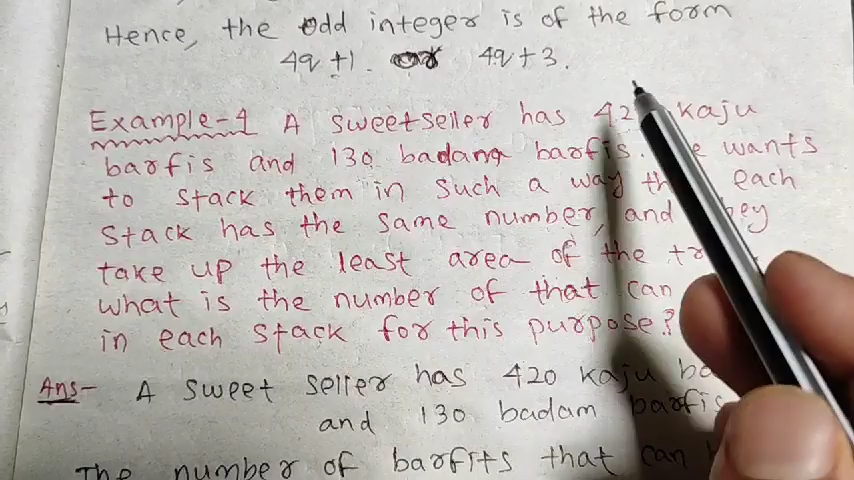 Hence, the odd integer is of the form
4q+1. or 4q+3.
Example-4 A sweetseller has kaju
barfis and 130 badana barfis. wants
to stack them in such a way each
stack has the same number, and
take up the least area of the
what is the number of that can
in each stack for this purpose?
Ans- A sweet seller has 420 kaju
and 130 badam barfis
The number of barfits that can